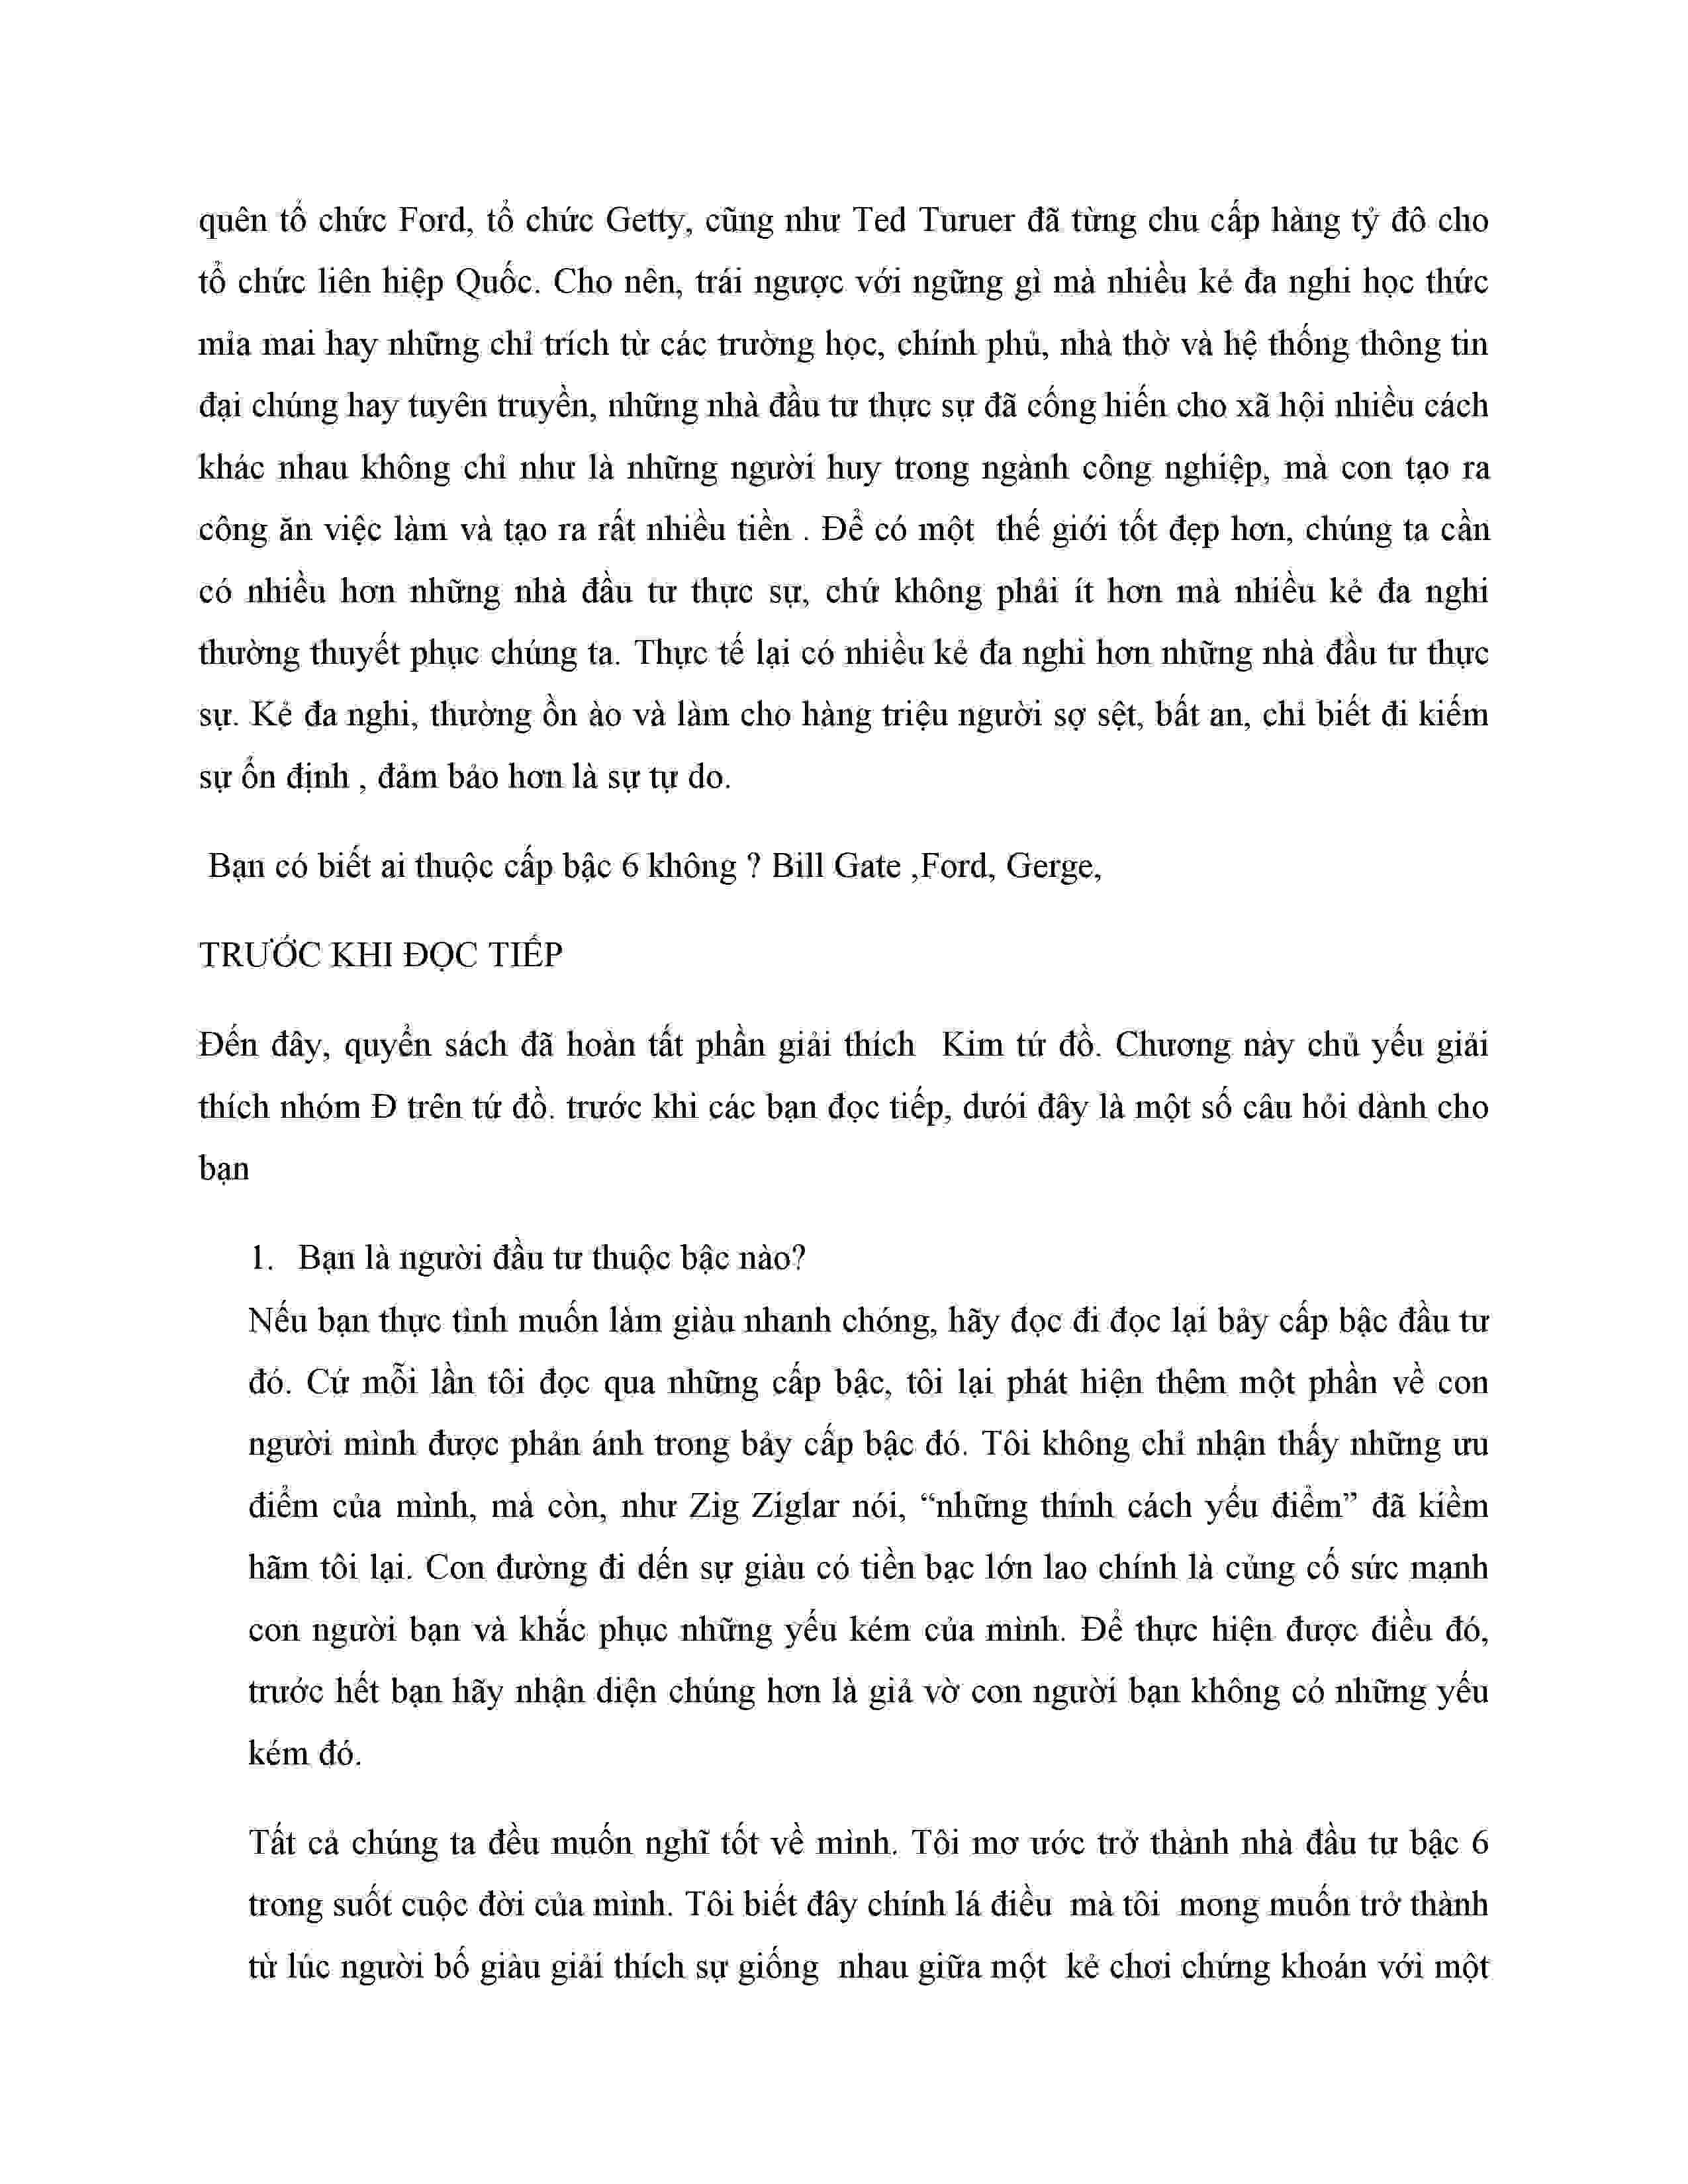 quên tổ chức Ford, tổ chức Getty, cũng như Ted Turuer đã từng chu cấp hàng tỷ đô cho
tổ chức liên hiệp Quốc. Cho nên, trái ngược với ngững gì mà nhiều kẻ đa nghi học thức
mỉa mai hay những chỉ trích từ các trường học, chính phủ, nhà thờ và hệ thống thông tin
đại chúng hay tuyên truyền, những nhà đầu tư thực sự đã cống hiến cho xã hội nhiều cách
khác nhau không chỉ như là những người huy trong ngành công nghiệp, mà con tạo ra
công ăn việc làm và tạo ra rất nhiều tiền . Để có một  thế giới tốt đẹp hơn, chúng ta cần
có nhiều hơn những nhà đầu tư thực sự, chứ không phải ít hơn mà nhiều kẻ đa nghi
thường thuyết phục chúng ta. Thực tế lại có nhiều kẻ đa nghi hơn những nhà đầu tư thực
sự. Kẻ đa nghi, thường ồn ào và làm cho hàng triệu người sợ sệt, bất an, chỉ biết đi kiếm
sự ổn định , đảm bảo hơn là sự tự do.
Bạn có biết ai thuộc cấp bậc 6 không ? Bill Gate ,Ford, Gerge,
TRƯỚC KHI ĐỌC TIẾP
Đến đây, quyển sách đã hoàn tất phần giải thích  Kim tứ đồ. Chương này chủ yếu giải
thích nhóm Đ trên tứ đồ. trước khi các bạn đọc tiếp, dưói đây là một số câu hỏi dành cho
bạn
1. Bạn là người đầu tư thuộc bậc nào?
Nếu bạn thực tình muốn làm giàu nhanh chóng, hãy đọc đi đọc lại bảy cấp bậc đầu tư
đó. Cứ mỗi lần tôi đọc qua những cấp bậc, tôi lại phát hiện thêm một phần về con
người mình được phản ánh trong bảy cấp bậc đó. Tôi không chỉ nhận thấy những ưu
điểm của mình, mà còn, như Zig Ziglar nói, “những thính cách yếu điểm” đã kiềm
hãm tôi lại. Con đường đi dến sự giàu có tiền bạc lớn lao chính là củng cố sức mạnh
con người bạn và khắc phục những yếu kém của mình. Để thực hiện được điều đó,
trước hết bạn hãy nhận diện chúng hơn là giả vờ con người bạn không có những yếu
kém đó.
Tất cả chúng ta đều muốn nghĩ tốt về mình. Tôi mơ ước trở thành nhà đầu tư bậc 6
trong suốt cuộc đời của mình. Tôi biết đây chính lá điều  mà tôi  mong muốn trở thành
từ lúc người bố giàu giải thích sự giống  nhau giữa một  kẻ chơi chứng khoán với một